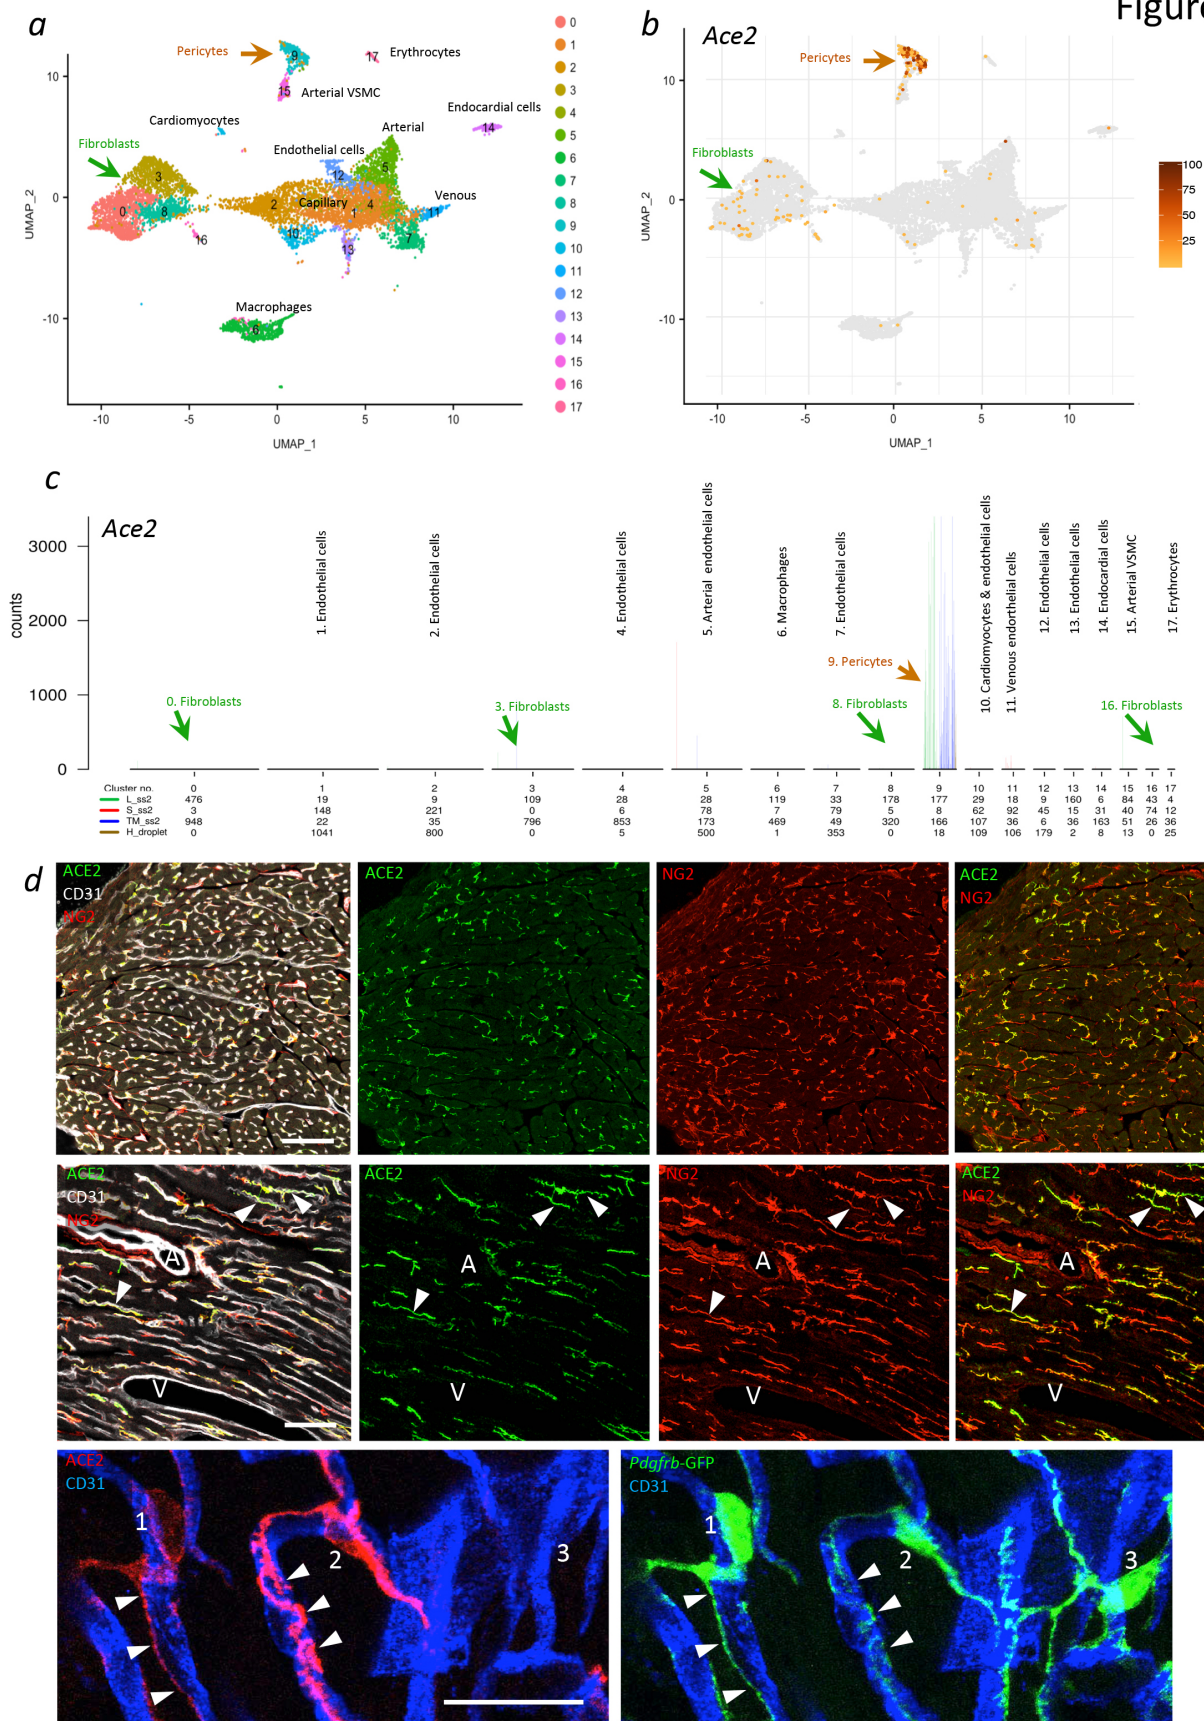 Figure
a
Pericytes
9
17
Erythrocytes
10
15
Arterial VSMC
Cardiomyocytes
Endocardial cells
14
Fibroblasts
Arterial
Endothelial cells
3
5
12
Venous
0
0
8
2
Capillary
1
4
11
16
10
13
7
Macrophages
6
-10
-10
-5
0
5
10
UMAP_1
UMAP_2
0
1
2
3
4
5
6
7
8
9
10
11
12
13
14
15
16
17
b
Ace2
Pericytes
Fibroblasts
10
0
-10
-10
-5
0
5
10
UMAP_1
UMAP_2
100
75
50
25
c
Ace2
counts
3000
2000
1000
0
0. Fibroblasts
1. Endothelial cells
2. Endothelial cells
3. Fibroblasts
4. Endothelial cells
5. Arterial endothelial cells
6. Macrophages
7. Endothelial cells
8. Fibroblasts
9. Pericytes
10. Cardiomyocytes & endothelial cells
11. Venous endorthelial cells
12. Endothelial cells
13. Endothelial cells
14. Endocardial cells
15. Arterial VSMC
16. Fibroblasts
17. Erythrocytes
Cluster no. 0 1 2 3 4 5 6 7 8 9 10 11 12 13 14 15 16 17
L_ss2 476 19 9 109 28 28 119 33 178 177 29 18 9 160 6 84 43 4
S_ss2 3 148 221 0 6 78 7 79 5 8 62 92 45 15 31 40 74 12
TM_ss2 948 22 35 796 853 173 469 49 320 166 107 36 6 36 163 51 26 36
H_droplet 0 1041 800 0 5 500 1 353 0 18 109 106 179 2 8 13 0 25
d
ACE2
CD31
NG2
ACE2
NG2
ACE2
NG2
ACE2
CD31
NG2
A
V
ACE2
A
V
NG2
A
V
ACE2
NG2
A
V
ACE2
CD31
1
2
3
Pdgfrb-GFP
CD31
1
2
3